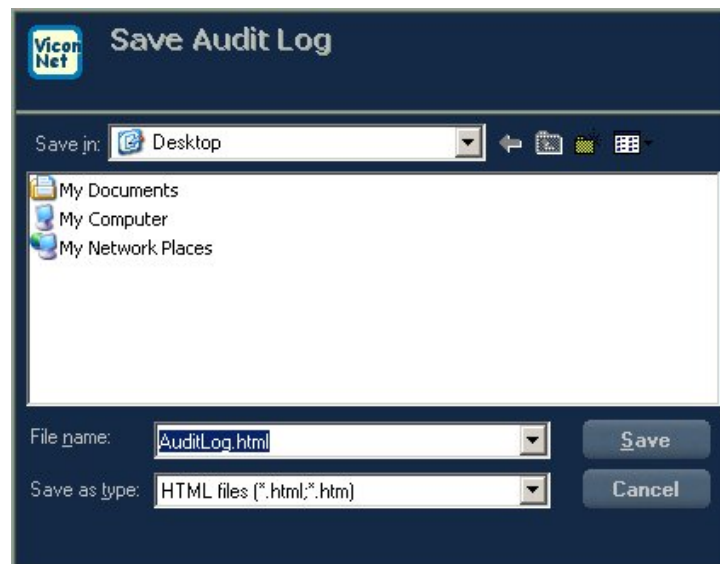 Vicon
Net
Save Audit Log
Save in: Desktop
My Documents
My Computer
My Network Places
File name: AuditLog.html Save
Save as type: HTML files (*.html;*.htm) Cancel